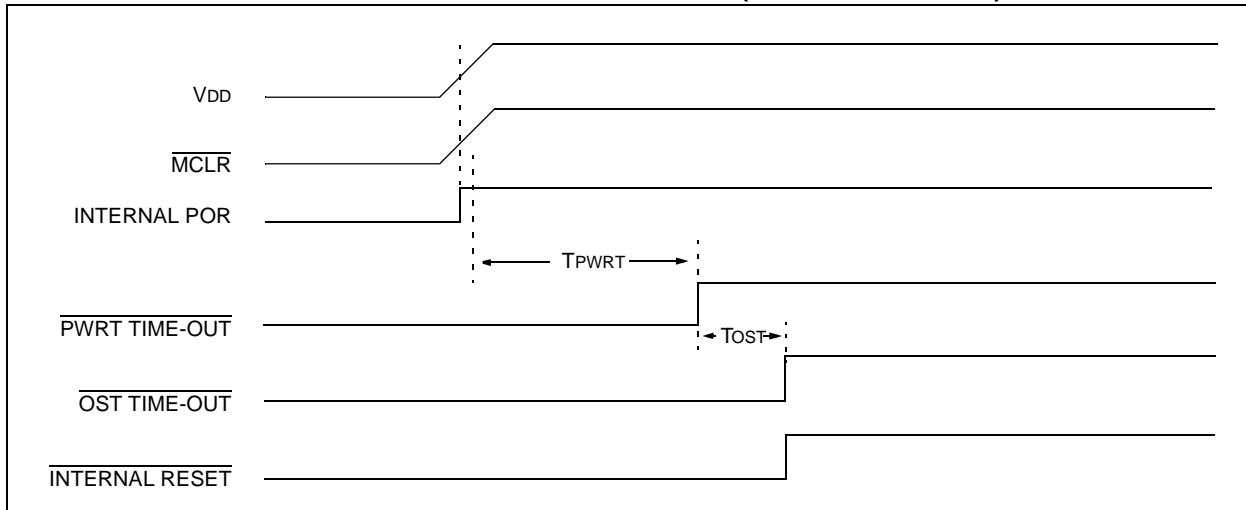 VDD
MCLR
INTERNAL POR
TPWRT
PWRT TIME-OUT
TOST
OST TIME-OUT
INTERNAL RESET